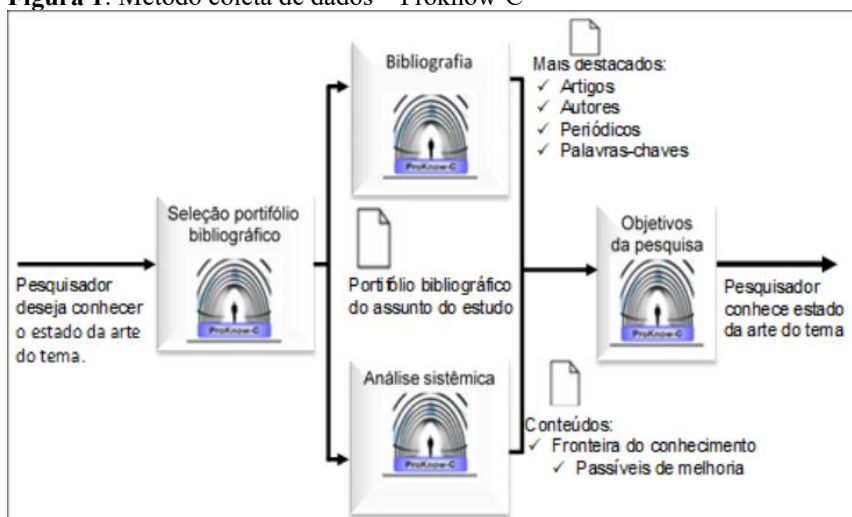 Figura 1: Método coleta de dados – Proknow-C
Bibliografia
ProKnow-C
Mais destacados:
✓ Artigos
✓ Autores
✓ Periódicos
✓ Palavras-chaves
Seleção portifólio
bibliográfico
ProKnow-C
Pesquisador
deseja conhecer
o estado da arte
do tema.
Portifólio bibliográfico
do assunto do estudo
Objetivos
da pesquisa
ProKnow-C
Pesquisador
conhece estado
da arte do tema
Análise sistêmica
ProKnow-C
Conteúdos:
✓ Fronteira do conhecimento
✓ Passíveis de melhoria